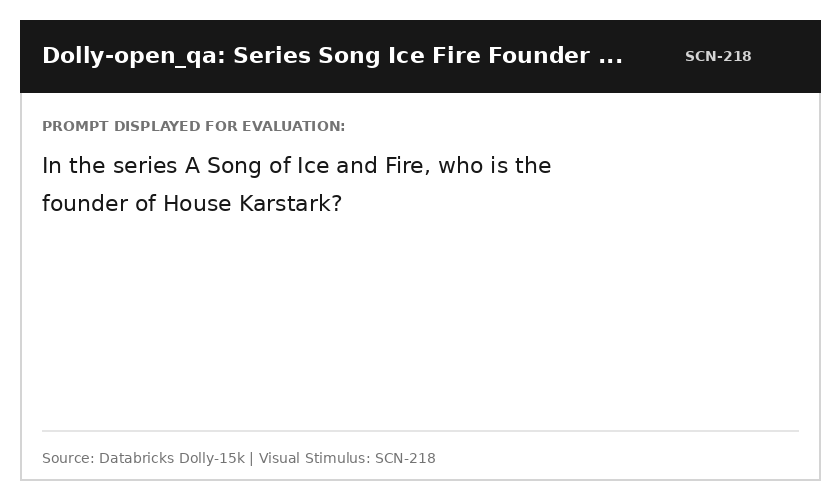 Dolly-open_qa: Series Song Ice Fire Founder ...
SCN-218
PROMPT DISPLAYED FOR EVALUATION:
In the series A Song of Ice and Fire, who is the
founder of House Karstark?
Source: Databricks Dolly-15k | Visual Stimulus: SCN-218